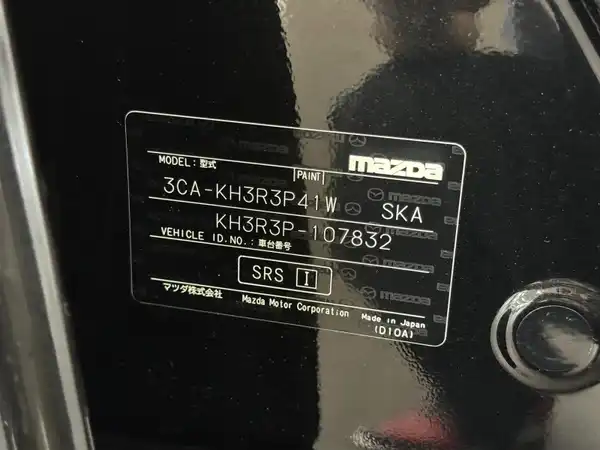 MODEL: 型式 PAINT mazda
3CA-KH3R3P41W SKA
KH3R3P-107832
VEHICLE ID.NO.: 車台番号
SRS I
マツダ株式会社 Mazda Motor Corporation Made in Japan
(D10A)